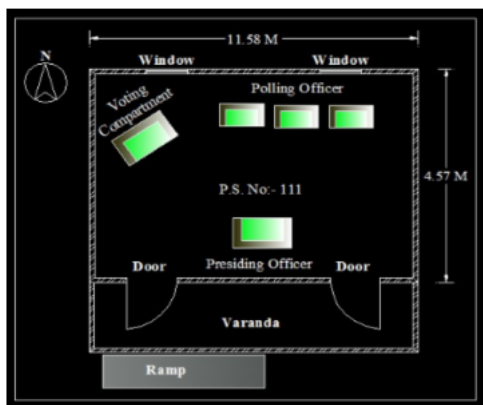 11.58 M
N
Window
Window
Polling Officer
Voting
Compartment
4.57 M
P.S. No:- 111
Door
Presiding Officer
Door
Varanda
Ramp